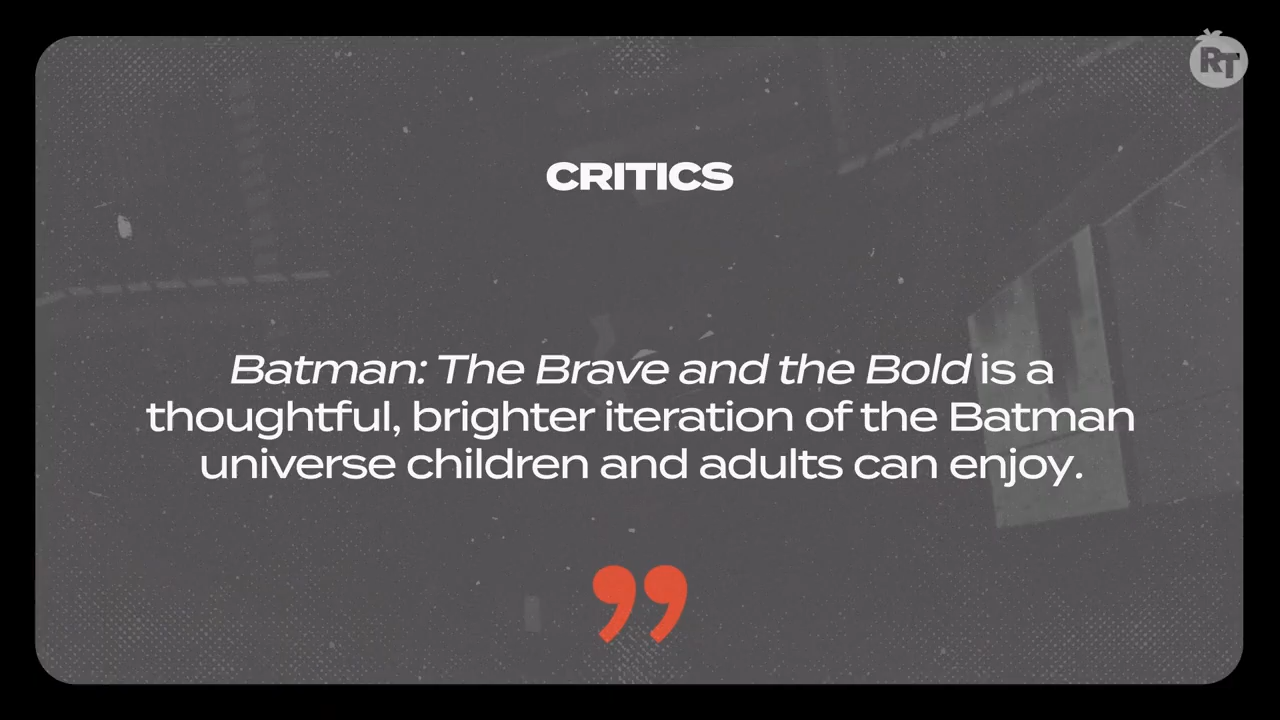 RT
CRITICS
Batman: The Brave and the Bold is a
thoughtful, brighter iteration of the Batman
universe children and adults can enjoy.
”